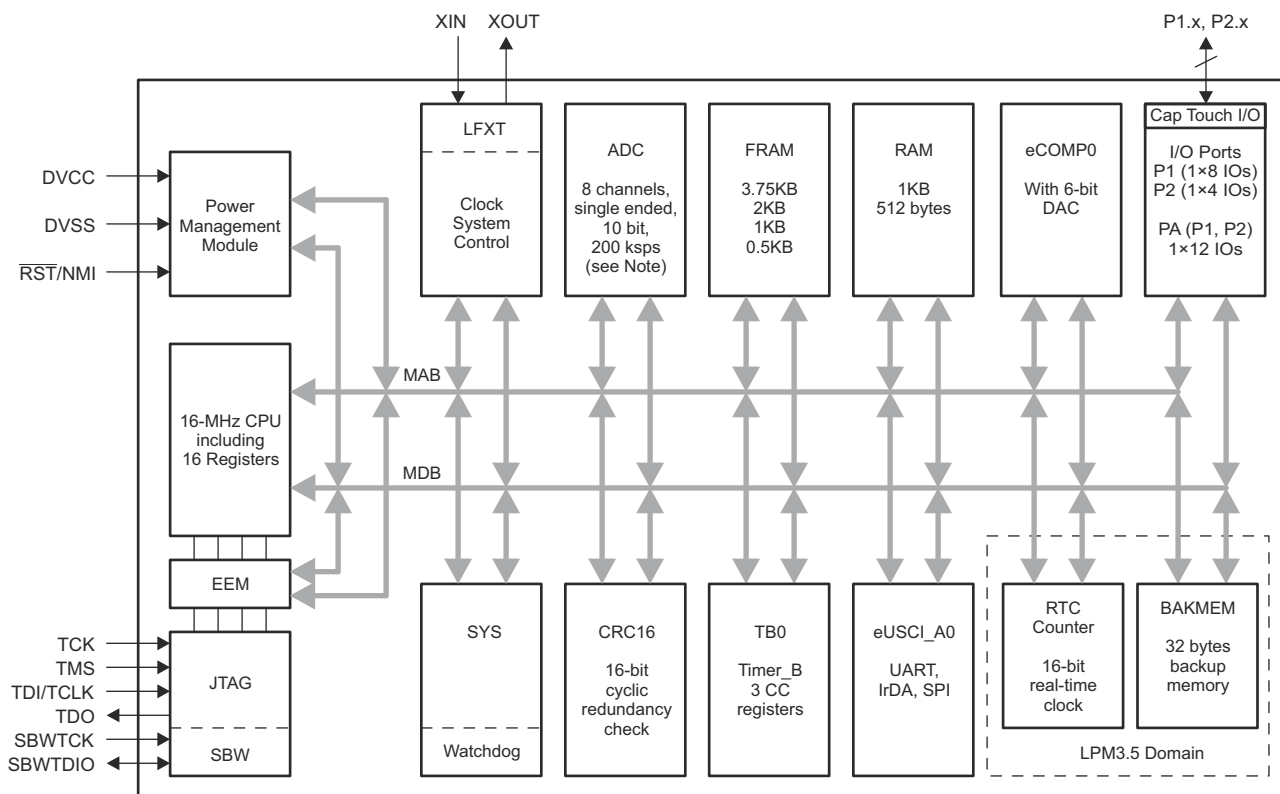 XIN XOUT
P1.x, P2.x
DVCC
DVSS
RST/NMI
Power
Management
Module
LFXT
Clock
System
Control
ADC
8 channels,
single ended,
10 bit,
200 ksps
(see Note)
FRAM
3.75KB
2KB
1KB
0.5KB
RAM
1KB
512 bytes
eCOMP0
With 6-bit
DAC
Cap Touch I/O
I/O Ports
P1 (1×8 IOs)
P2 (1×4 IOs)
PA (P1, P2)
1×12 IOs
MAB
16-MHz CPU
including
16 Registers
MDB
EEM
TCK
TMS
TDI/TCLK
TDO
SBWTCK
SBWTDIO
JTAG
SBW
SYS
Watchdog
CRC16
16-bit
cyclic
redundancy
check
TB0
Timer_B
3 CC
registers
eUSCI_A0
UART,
IrDA, SPI
RTC
Counter
16-bit
real-time
clock
BAKMEM
32 bytes
backup
memory
LPM3.5 Domain